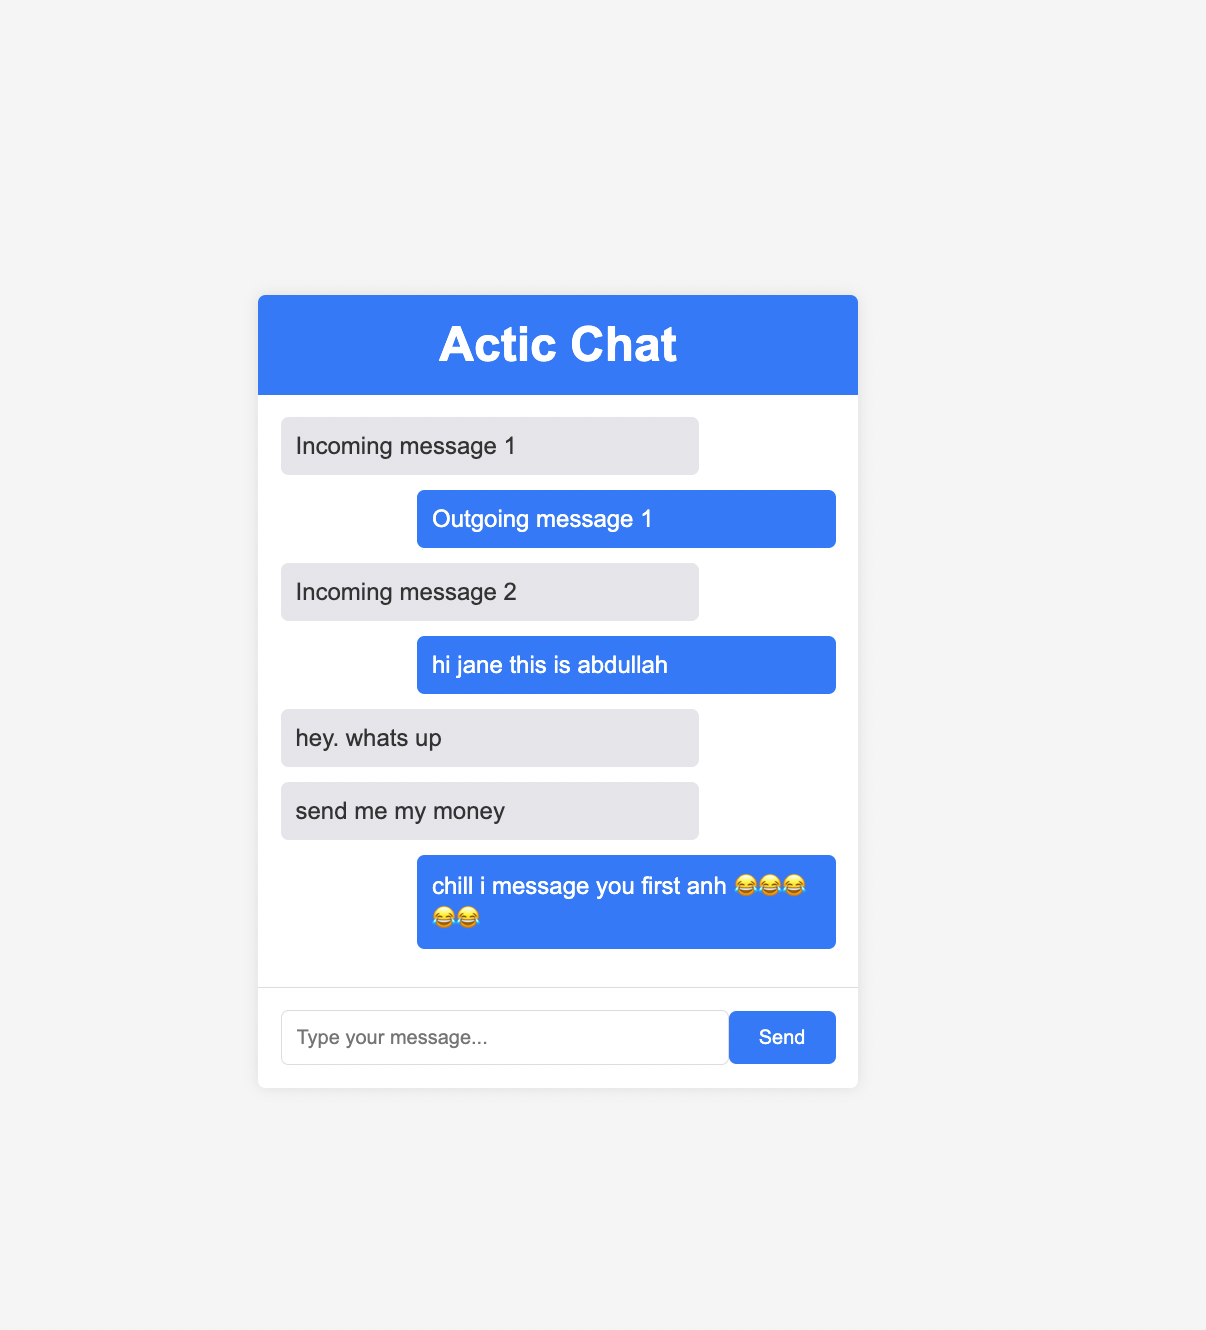 Actic Chat
Incoming message 1
Outgoing message 1
Incoming message 2
hi jane this is abdullah
hey. whats up
send me my money
chill i message you first anh 😂😂😂
😂😂
Type your message...
Send